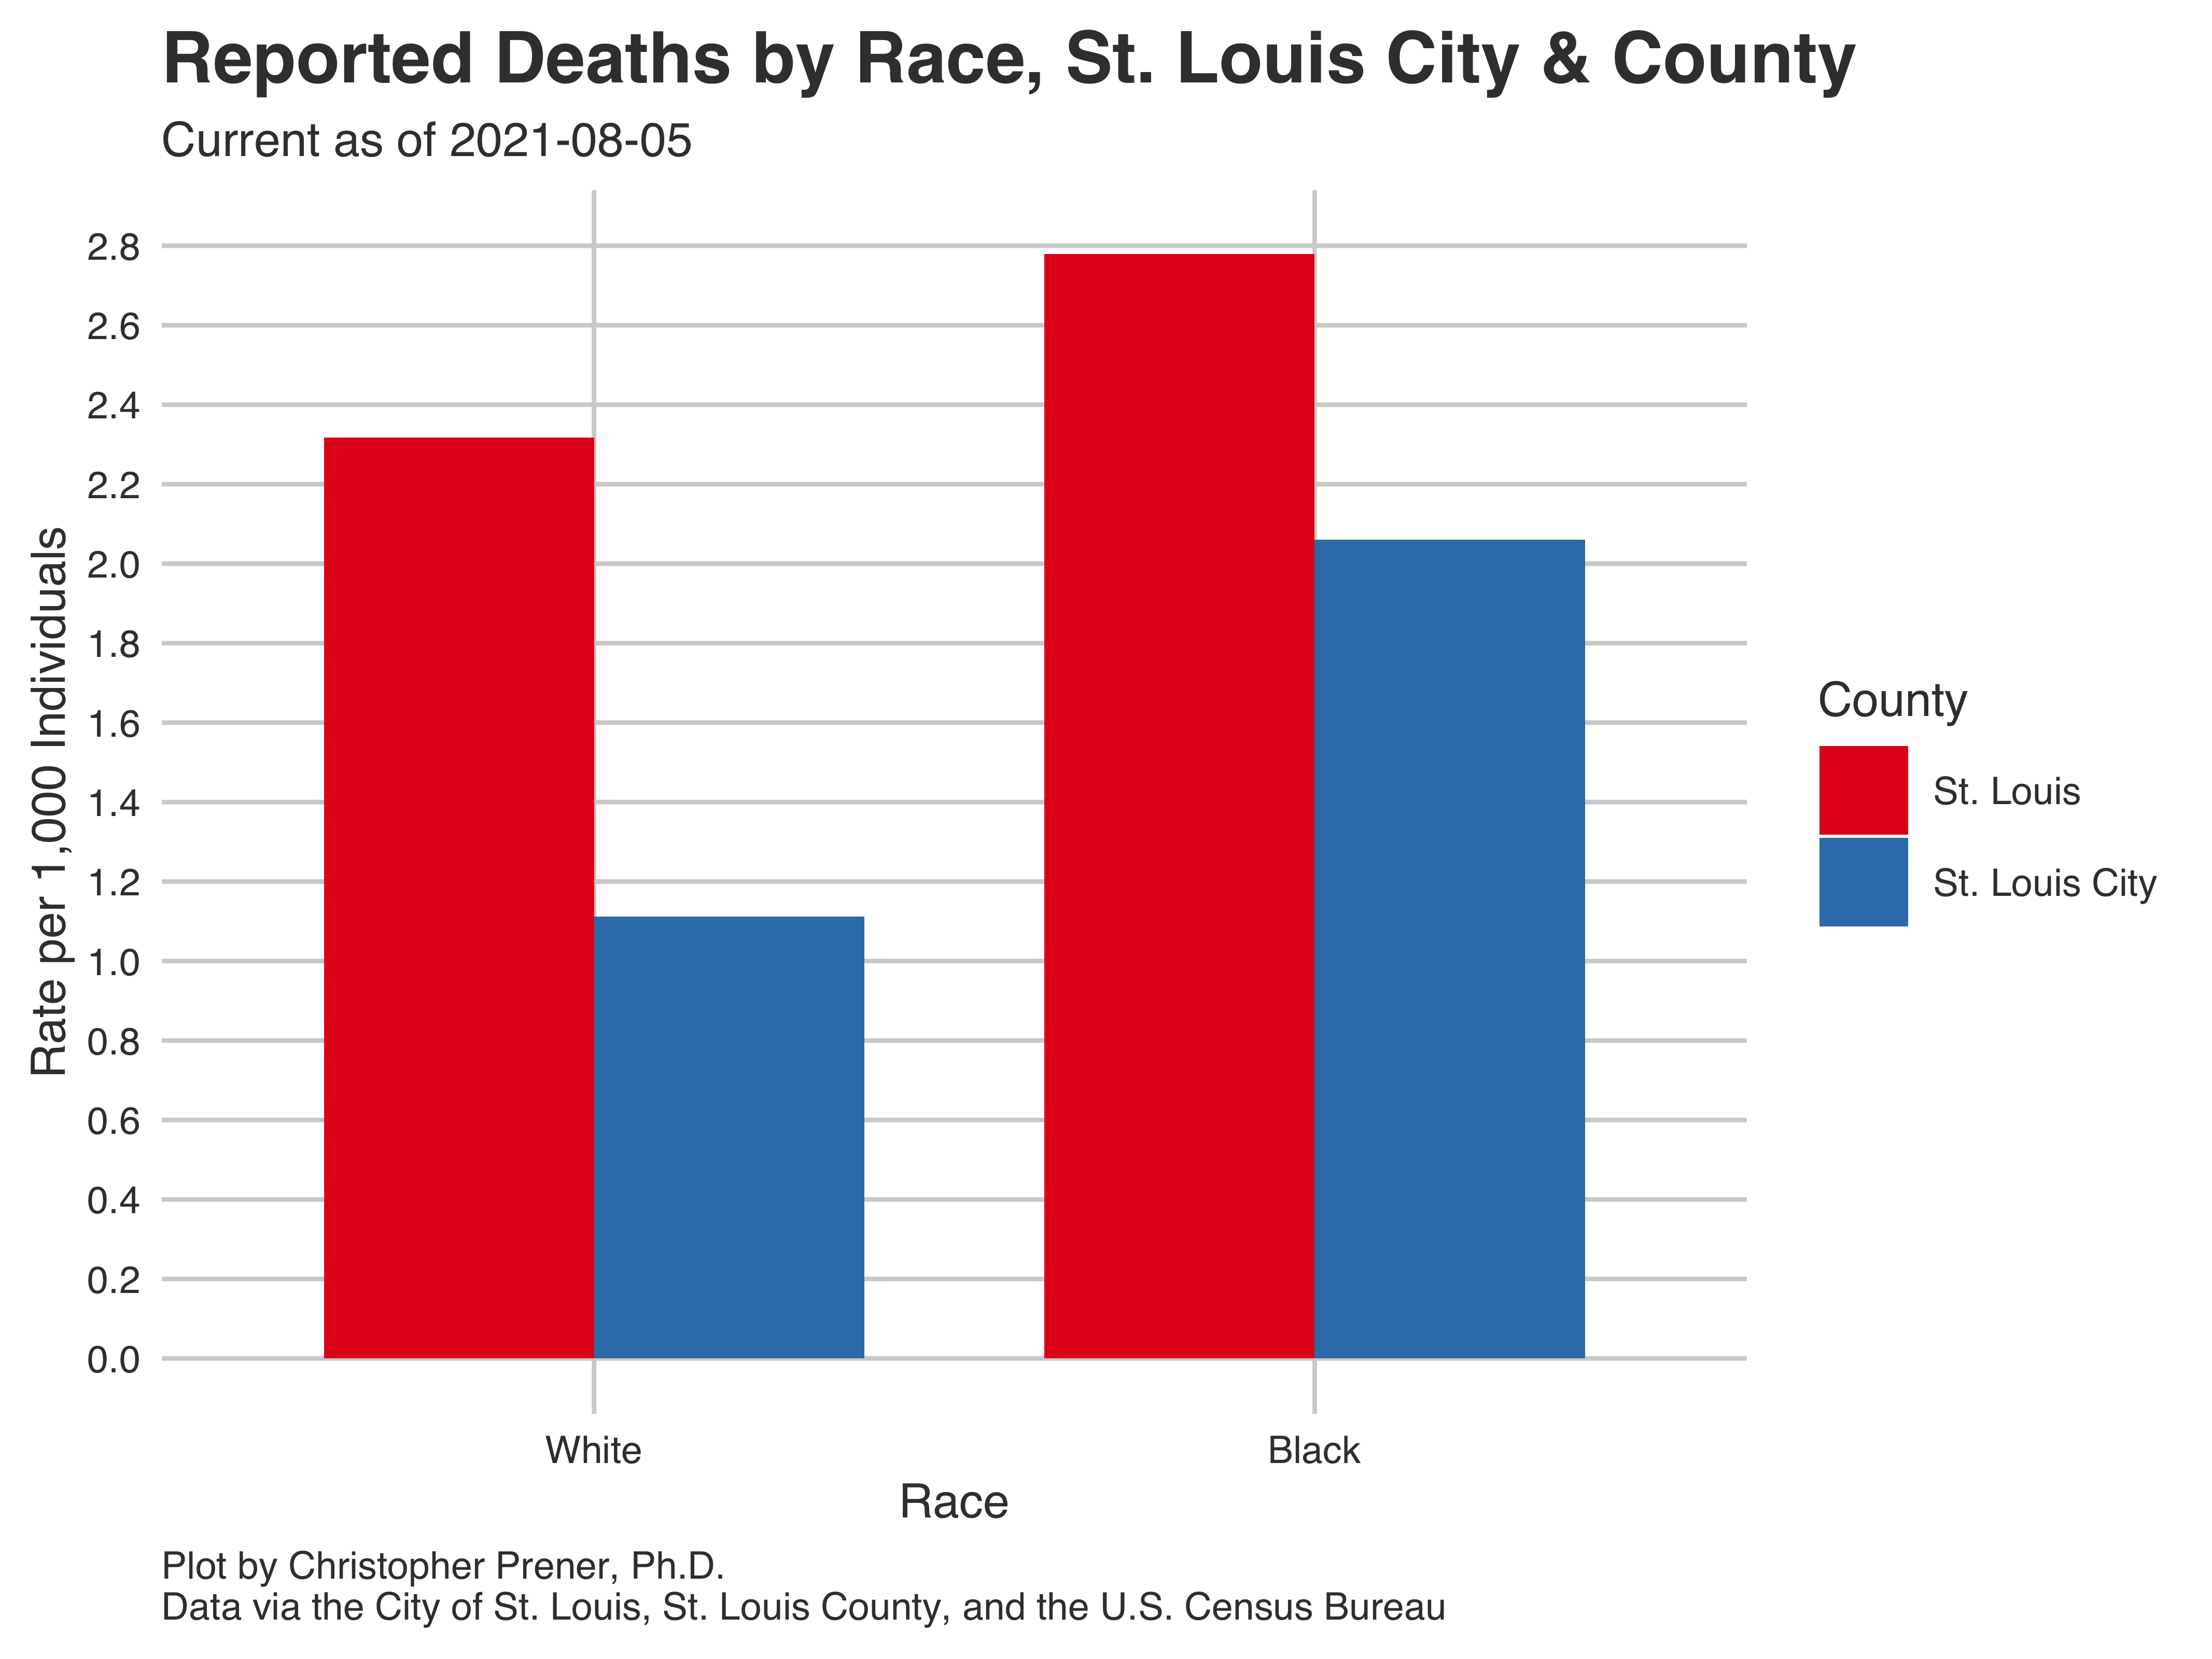 Reported Deaths by Race, St. Louis City & County
Current as of 2021-08-05
Rate per 1,000 Individuals
2.8
2.6
2.4
2.2
2.0
1.8
1.6
1.4
1.2
1.0
0.8
0.6
0.4
0.2
0.0
White
Black
Race
County
St. Louis
St. Louis City
Plot by Christopher Prener, Ph.D.
Data via the City of St. Louis, St. Louis County, and the U.S. Census Bureau